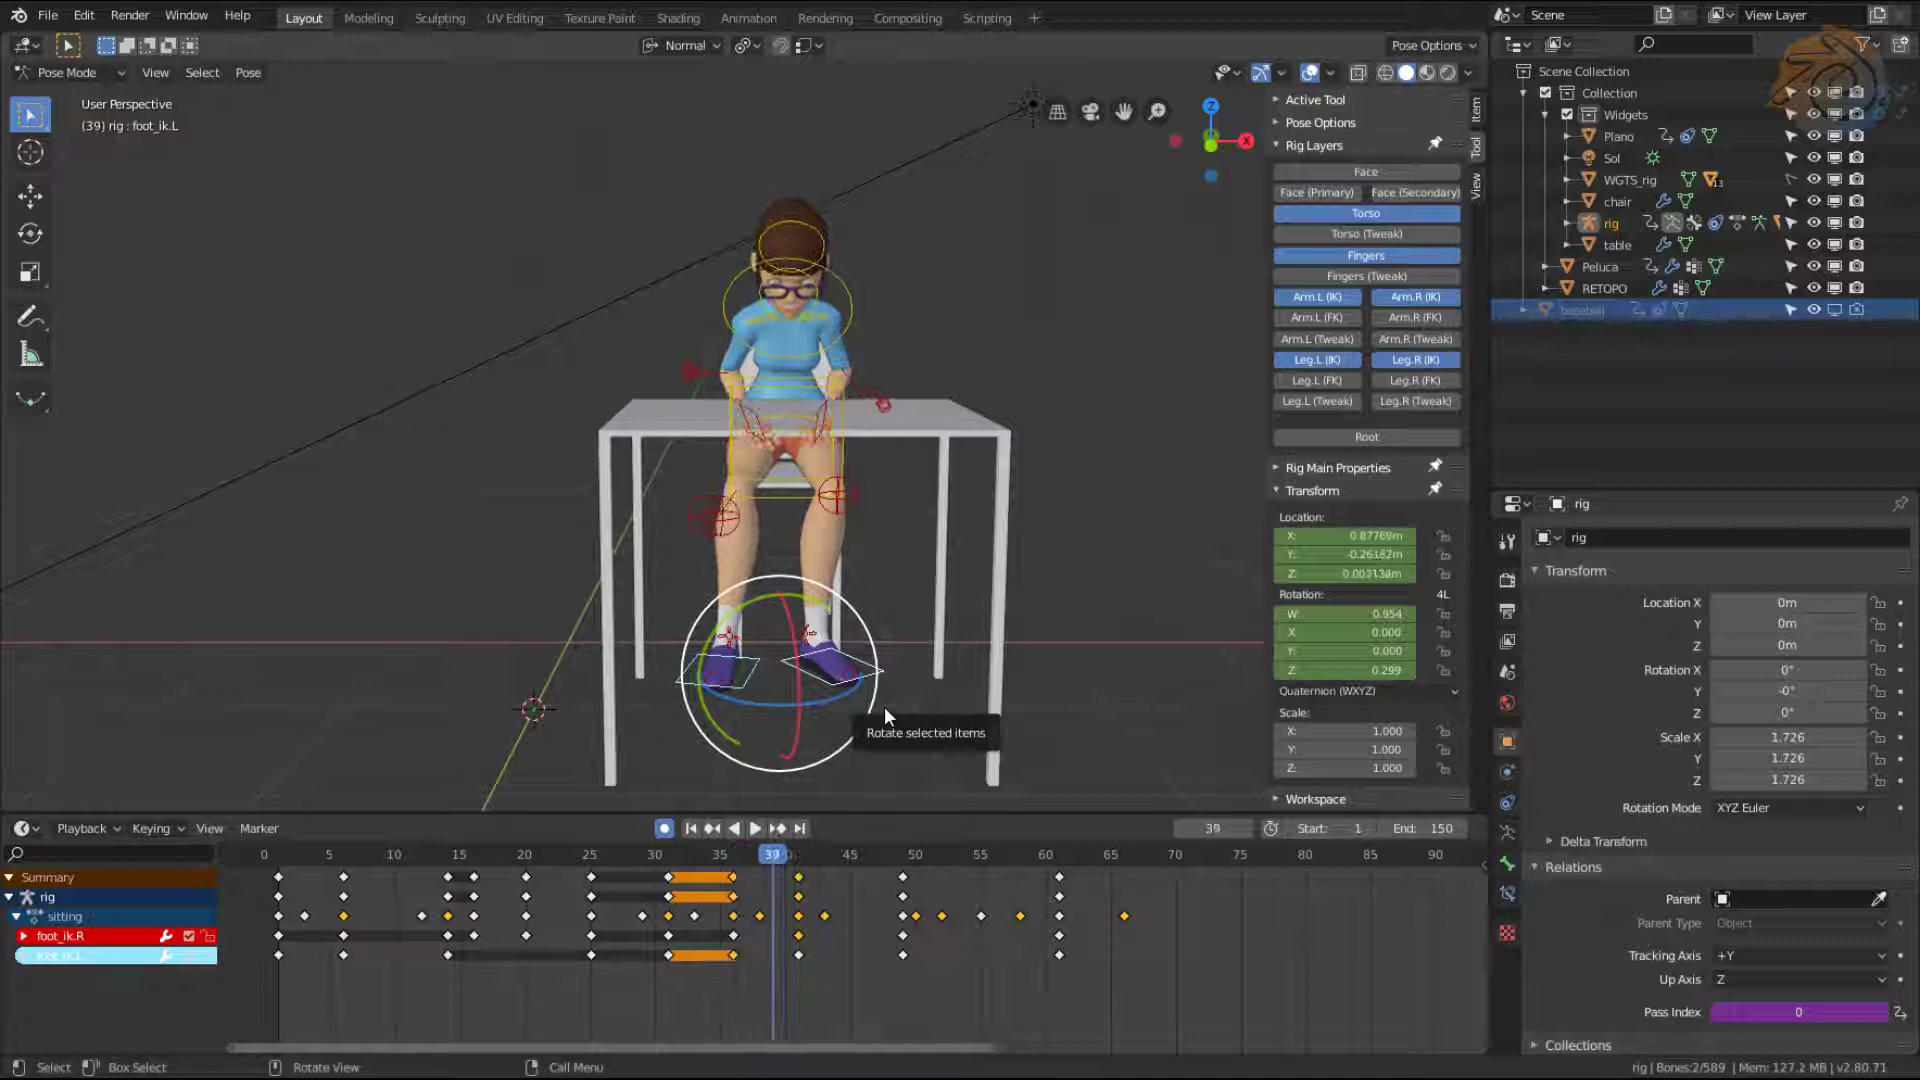 File Edit Render Window Help Layout Modeling Sculpting UV Editing Texture Paint Shading Animation Rendering Compositing Scripting + Scene View Layer
Normal Pose Options
Pose Mode View Select Pose
User Perspective
(39) rig : foot_ik.L
Rotate selected items
Z
X
Active Tool
Pose Options
Rig Layers
Face
Face (Primary) Face (Secondary)
Torso
Torso (Tweak)
Fingers
Fingers (Tweak)
Arm.L (IK) Arm.R (IK)
Arm.L (FK) Arm.R (FK)
Arm.L (Tweak) Arm.R (Tweak)
Leg.L (IK) Leg.R (IK)
Leg.L (FK) Leg.R (FK)
Leg.L (Tweak) Leg.R (Tweak)
Root
Rig Main Properties
Transform
Location:
X: 0.87769m
Y: -0.26182m
Z: 0.003138m
Rotation: 4L
W: 0.954
X 0.000
Y: 0.000
Z: 0.299
Quaternion (WXYZ)
Scale:
X: 1.000
Y: 1.000
Z: 1.000
Workspace
Item
Tool
View
Scene Collection
Collection
Widgets
Plano
Sol
WGTS_rig 13
chair
rig
table
Peluca
RETOPO
baseball
rig
rig
Transform
Location X 0m
Y 0m
Z 0m
Rotation X 0°
Y -0°
Z 0°
Scale X 1.726
Y 1.726
Z 1.726
Rotation Mode XYZ Euler
Delta Transform
Relations
Parent
Parent Type Object
Tracking Axis +Y
Up Axis Z
Pass Index 0
Collections
Playback Keying View Marker 39 Start: 1 End: 150
0 5 10 15 20 25 30 35 39 45 50 55 60 65 70 75 80 85 90
Summary
rig
sitting
foot_ik.R
Select Box Select Rotate View Call Menu rig | Bones:2/589 | Mem: 127.2 MB | v2.80.71